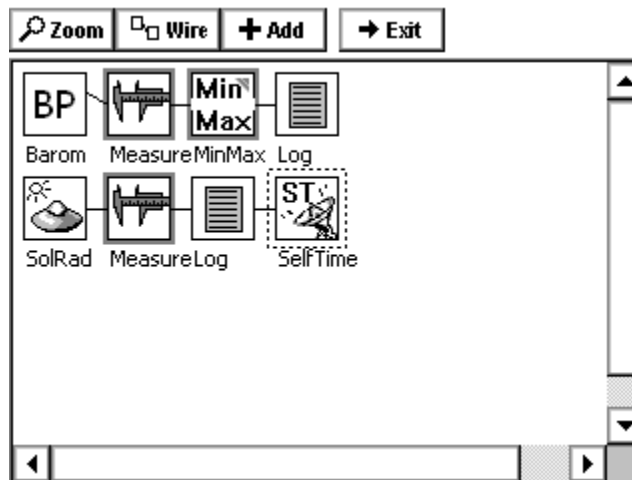 Zoom Wire Add Exit
BP Min Max
Barom Measure MinMax Log
ST
SolRad Measure Log SelfTime